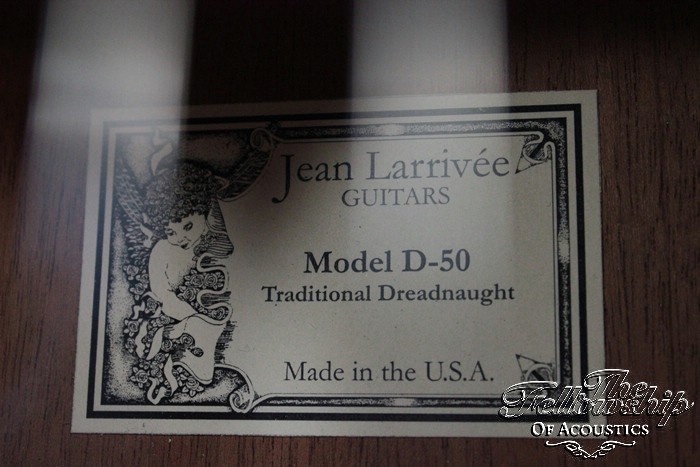 Jean Larrivée
GUITARS
Model D-50
Traditional Dreadnaught
Made in the U.S.A.
The
Fellowship
OF ACOUSTICS